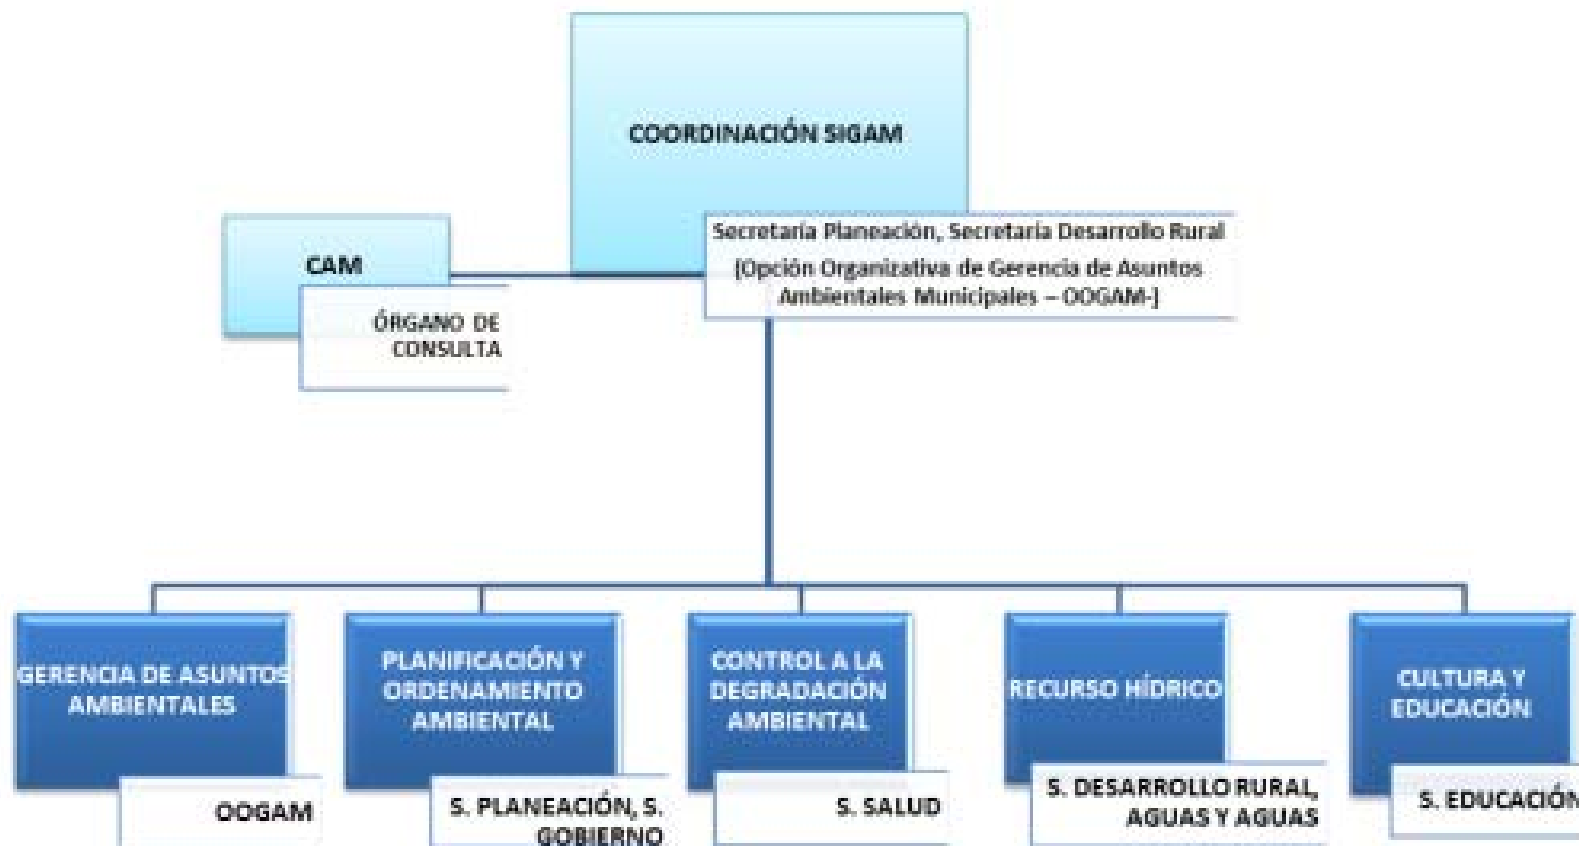 COORDINACIÓN SIGAM
Secretaría Planeación, Secretaría Desarrollo Rural
[Opción Organizativa de Gerencia de Asuntos
Ambientales Municipales – OOGAM-]
CAM
ÓRGANO DE
CONSULTA
GERENCIA DE ASUNTOS
AMBIENTALES
OOGAM
PLANIFICACIÓN Y
ORDENAMIENTO
AMBIENTAL
S. PLANEACIÓN, S.
GOBIERNO
CONTROL A LA
DEGRADACIÓN
AMBIENTAL
S. SALUD
RECURSO HÍDRICO
S. DESARROLLO RURAL,
AGUAS Y AGUAS
CULTURA Y
EDUCACIÓN
S. EDUCACIÓN